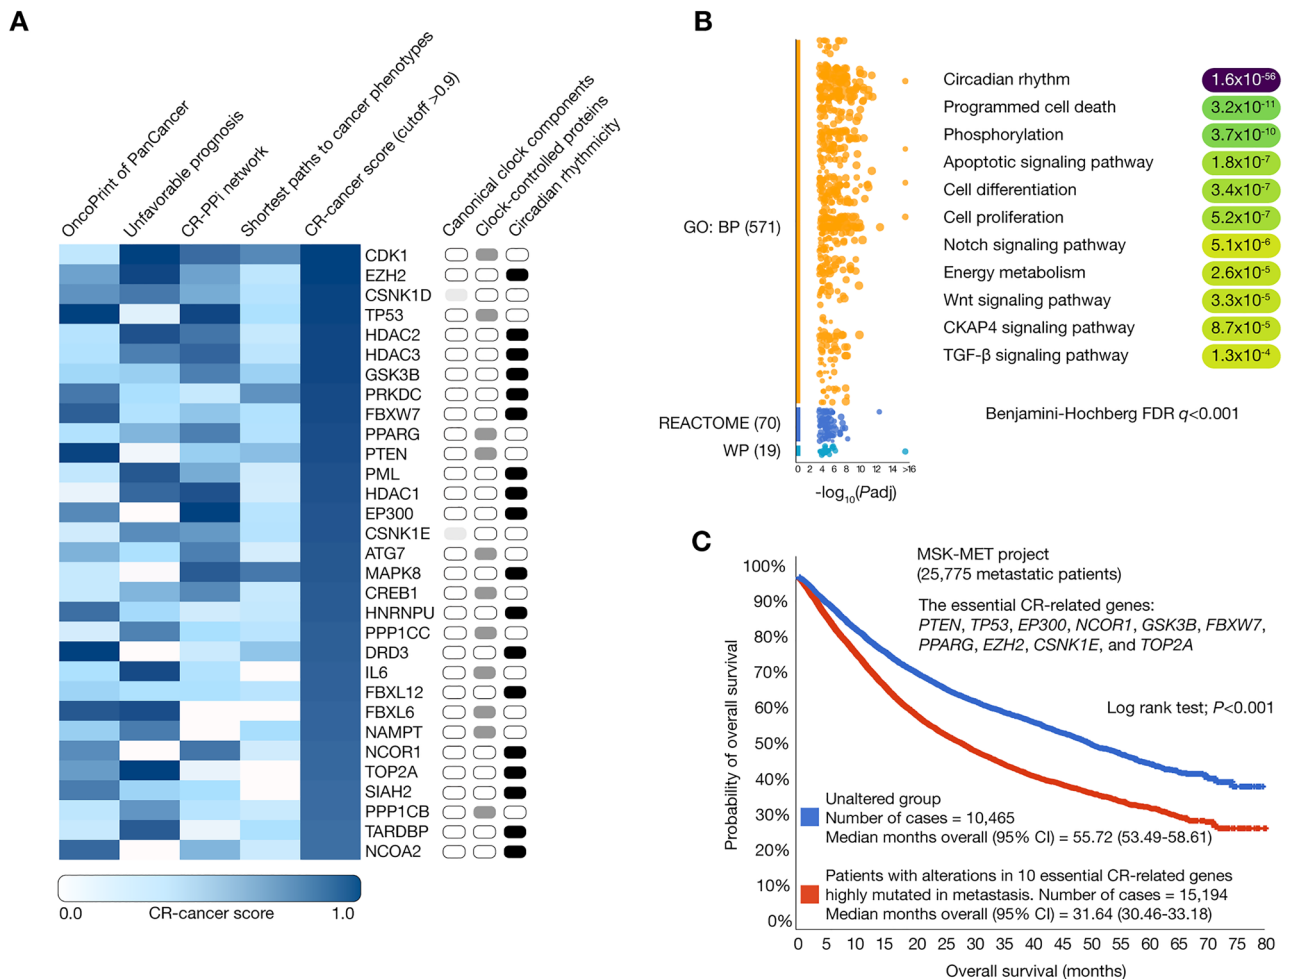 A
OncoPrint of PanCancer
Unfavorable prognosis
CR-PPi network
Shortest paths to cancer phenotypes
CR-cancer score (cutoff >0.9)
Canonical clock components
Clock-controlled proteins
Circadian rhythmicity
CDK1
EZH2
CSNK1D
TP53
HDAC2
HDAC3
GSK3B
PRKDC
FBXW7
PPARG
PTEN
PML
HDAC1
EP300
CSNK1E
ATG7
MAPK8
CREB1
HNRNPU
PPP1CC
DRD3
IL6
FBXL12
FBXL6
NAMPT
NCOR1
TOP2A
SIAH2
PPP1CB
TARDBP
NCOA2
0.0 CR-cancer score 1.0
B
GO: BP (571)
REACTOME (70)
WP (19)
0 2 4 6 8 10 12 14 >16
-log₁₀(Padj)
Circadian rhythm 1.6x10⁻⁵⁶
Programmed cell death 3.2x10⁻¹¹
Phosphorylation 3.7x10⁻¹⁰
Apoptotic signaling pathway 1.8x10⁻⁷
Cell differentiation 3.4x10⁻⁷
Cell proliferation 5.2x10⁻⁷
Notch signaling pathway 5.1x10⁻⁶
Energy metabolism 2.6x10⁻⁵
Wnt signaling pathway 3.3x10⁻⁵
CKAP4 signaling pathway 8.7x10⁻⁵
TGF-β signaling pathway 1.3x10⁻⁴
Benjamini-Hochberg FDR q<0.001
C
Probability of overall survival
100%
90%
80%
70%
60%
50%
40%
30%
20%
10%
0%
MSK-MET project
(25,775 metastatic patients)
The essential CR-related genes:
PTEN, TP53, EP300, NCOR1, GSK3B, FBXW7,
PPARG, EZH2, CSNK1E, and TOP2A
Log rank test; P<0.001
Unaltered group
Number of cases = 10,465
Median months overall (95% CI) = 55.72 (53.49-58.61)
Patients with alterations in 10 essential CR-related genes
highly mutated in metastasis. Number of cases = 15,194
Median months overall (95% CI) = 31.64 (30.46-33.18)
0 5 10 15 20 25 30 35 40 45 50 55 60 65 70 75 80
Overall survival (months)